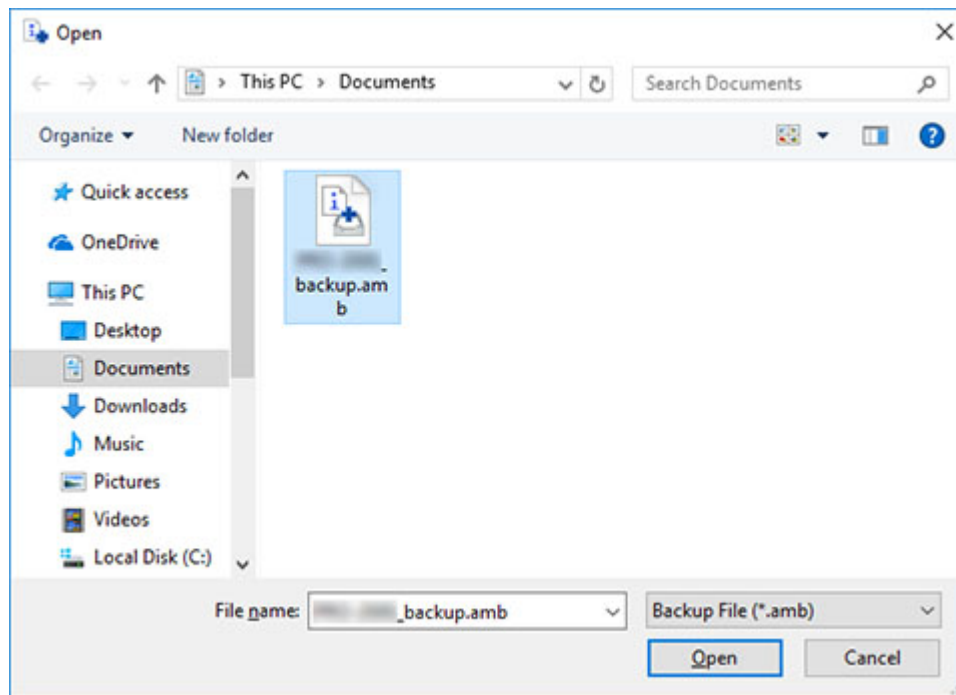 Open
This PC > Documents
Search Documents
Organize
New folder
Quick access
OneDrive
This PC
Desktop
Documents
Downloads
Music
Pictures
Videos
Local Disk (C:)
_
backup.am
b
File name:
_backup.amb
Backup File (*.amb)
Open
Cancel